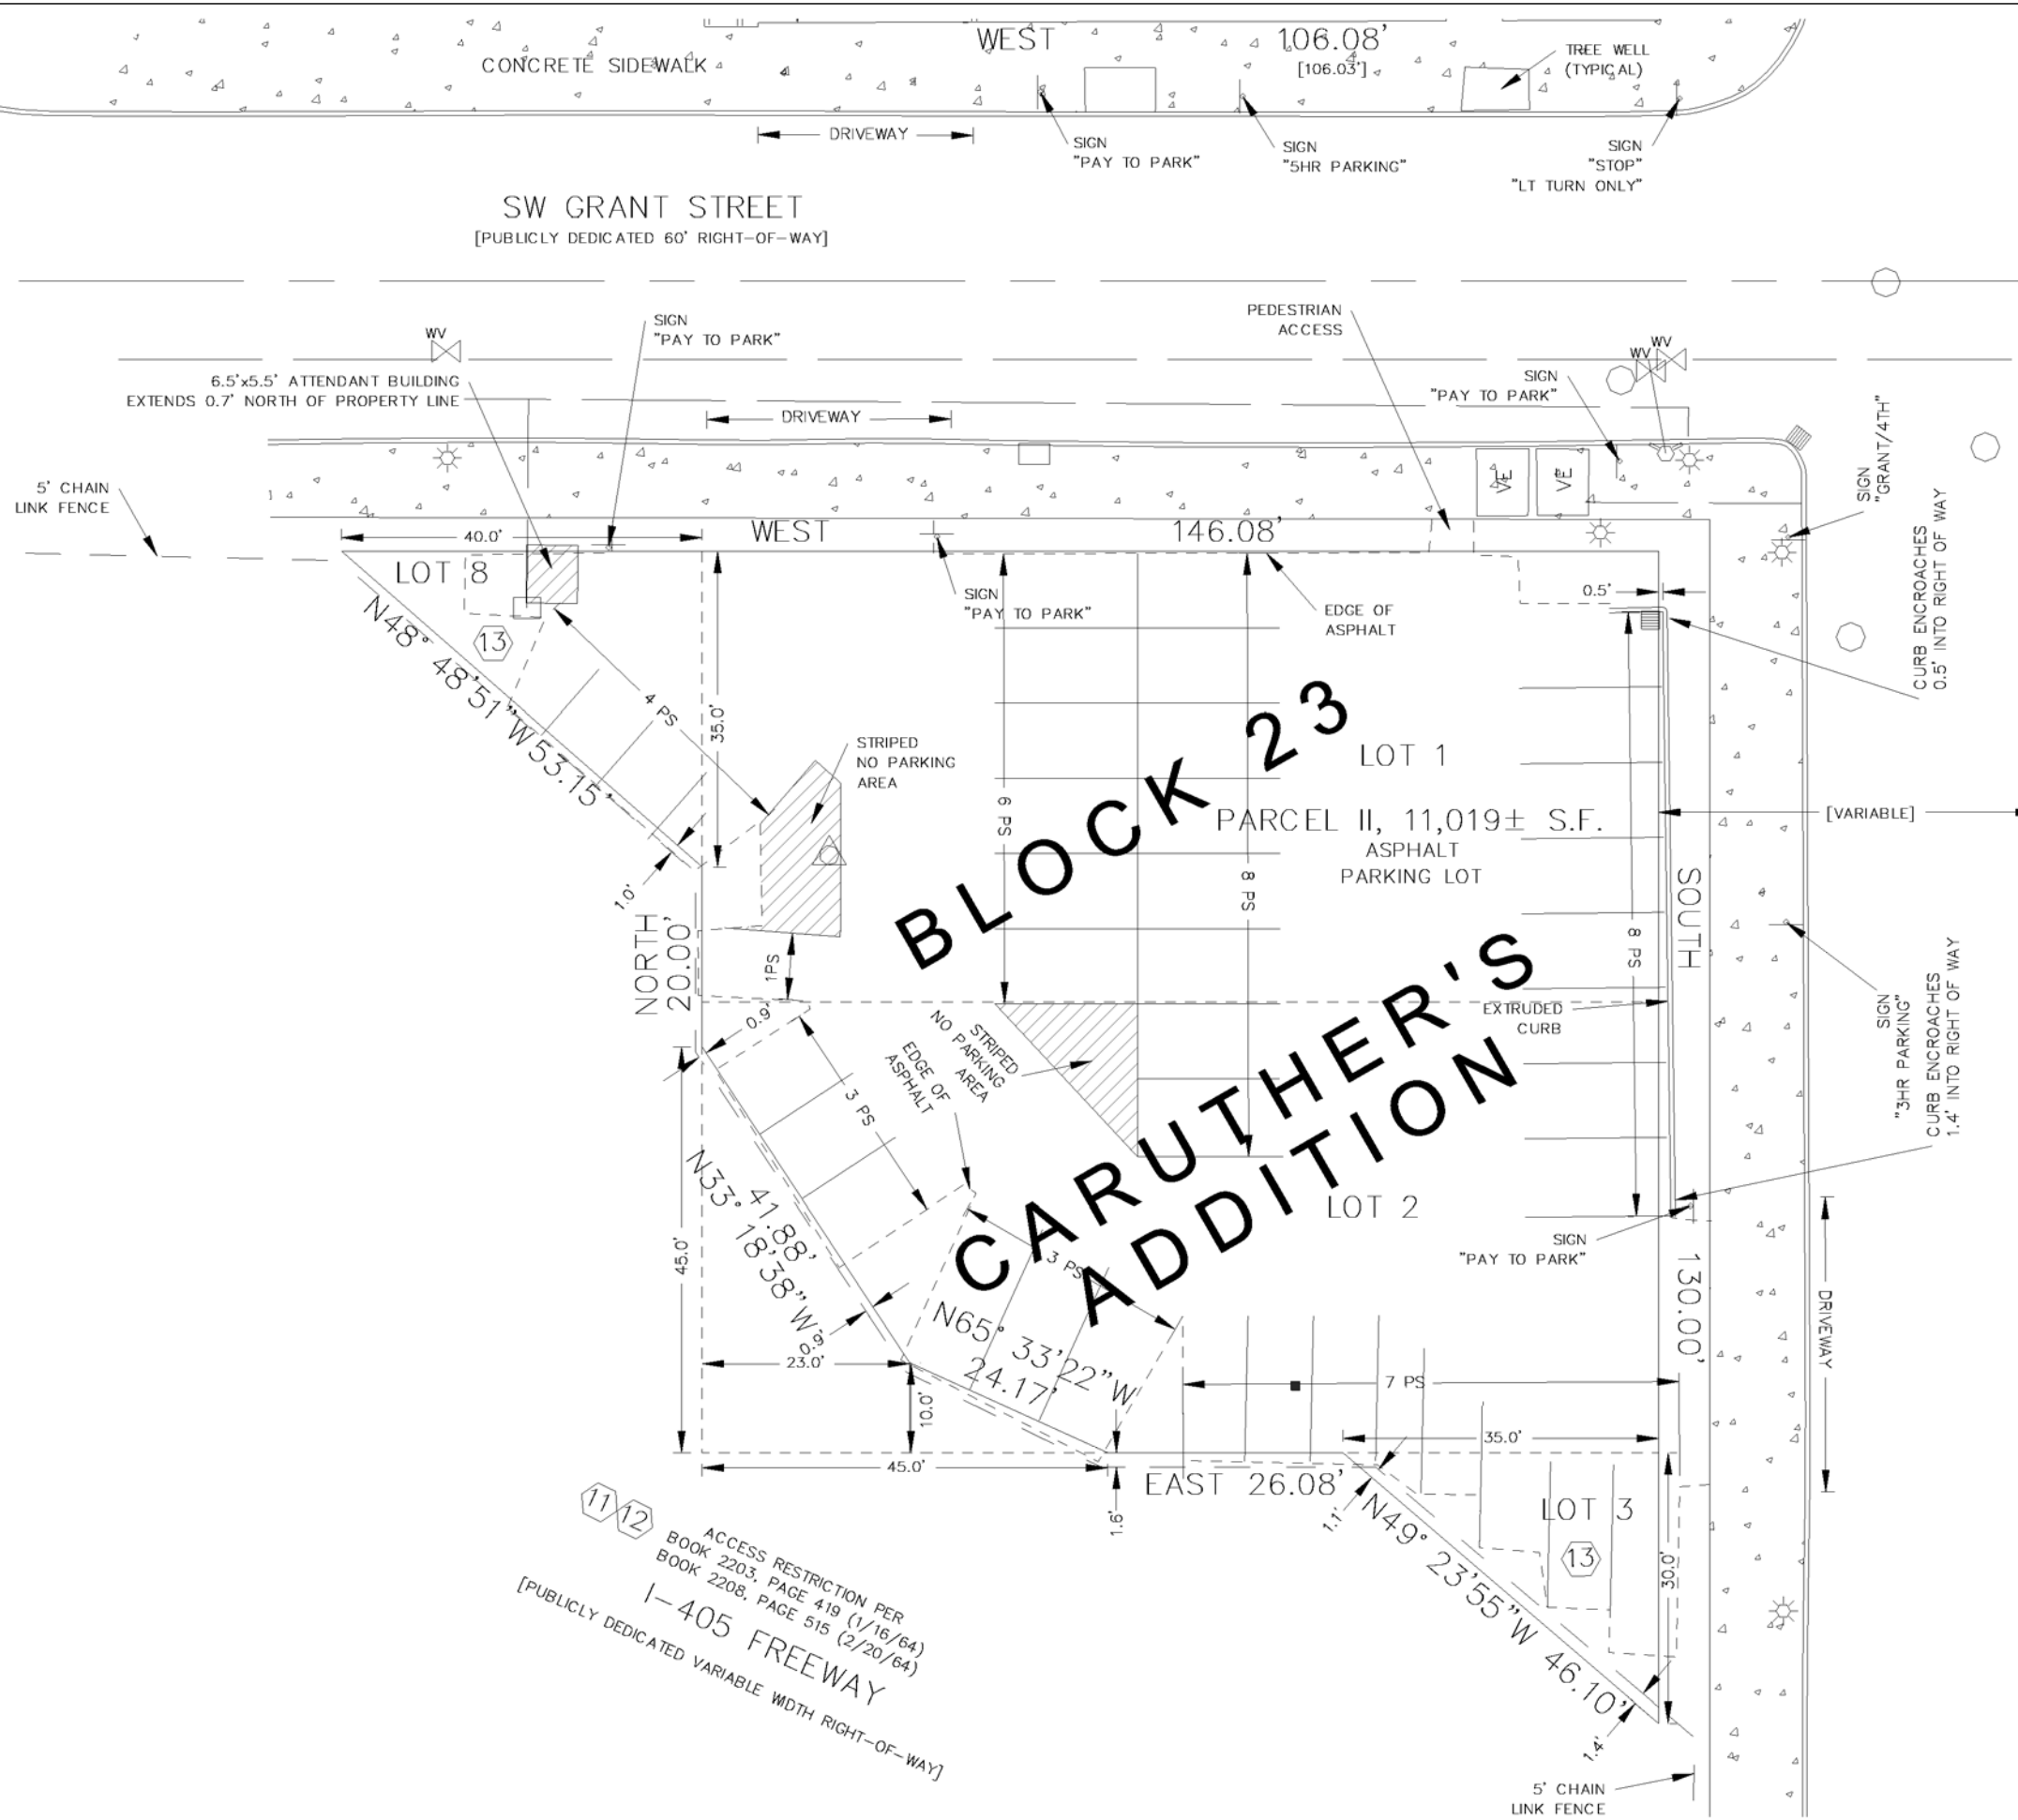 WEST
106.08'
[106.03']
CONCRETE SIDEWALK
TREE WELL
(TYPICAL)
DRIVEWAY
SIGN
"PAY TO PARK"
SIGN
"5HR PARKING"
SIGN
"STOP"
"LT TURN ONLY"
SW GRANT STREET
[PUBLICLY DEDICATED 60' RIGHT-OF-WAY]
WV
SIGN
"PAY TO PARK"
PEDESTRIAN
ACCESS
WV
WV
6.5'x5.5' ATTENDANT BUILDING
EXTENDS 0.7' NORTH OF PROPERTY LINE
DRIVEWAY
SIGN
"PAY TO PARK"
SIGN
"GRANT/4TH"
5' CHAIN
LINK FENCE
VE
VE
40.0'
WEST
146.08'
LOT 8
SIGN
"PAY TO PARK"
EDGE OF
ASPHALT
0.5'
CURB ENCROACHES
0.5' INTO RIGHT OF WAY
13
N48° 48'51"W 53.15'
4 PS
35.0'
STRIPED
NO PARKING
AREA
BLOCK 23
LOT 1
6 PS
8 PS
PARCEL II, 11,019± S.F.
ASPHALT
PARKING LOT
[VARIABLE]
1.0'
NORTH
20.00'
1PS
SOUTH
8 PS
CARUTHER'S
ADDITION
EXTRUDED
CURB
0.9'
STRIPED
NO PARKING
AREA
EDGE OF
ASPHALT
3 PS
SIGN
"3HR PARKING"
CURB ENCROACHES
1.4' INTO RIGHT OF WAY
N33° 18'38"W
41.88'
45.0'
LOT 2
SIGN
"PAY TO PARK"
130.00'
DRIVEWAY
3 PS
0.9'
N65° 33'22"W
24.17'
23.0'
10.0'
7 PS
35.0'
45.0'
EAST 26.08'
1.6'
1.1'
LOT 3
13
N49° 23'55"W 46.10'
30.0'
1.4'
11
12
ACCESS RESTRICTION PER
BOOK 2203, PAGE 419 (1/16/64)
BOOK 2208, PAGE 515 (2/20/64)
I-405 FREEWAY
[PUBLICLY DEDICATED VARIABLE WIDTH RIGHT-OF-WAY]
5' CHAIN
LINK FENCE